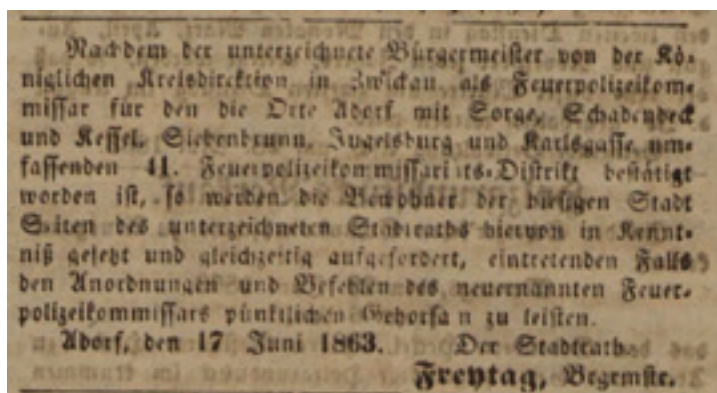 Nachdem der unterzeichnete Bürgermeister von der Kö-
niglichen Kreisdirektion in Zwickau als Feuerpolizeikom-
missar für den die Orte Adorf mit Sorge, Schadendeck
und Kessel, Siebenbrunn, Jugelsburg und Karlsgasse um-
fassenden 41. Feuerpolizeikommissariats-Distrikt bestätigt
worden ist, so werden die Bewohner der hiesigen Stadt
Seiten des unterzeichneten Stadtraths hiervon in Kennt-
niß gesetzt und gleichzeitig aufgefordert, eintretenden Falls
den Anordnungen und Befehlen des neuernannten Feuer-
polizeikommissars pünktlichen Gehorsam zu leisten.
Adorf, den 17 Juni 1863. Der Stadtrath.
Freytag, Brgrmstr.